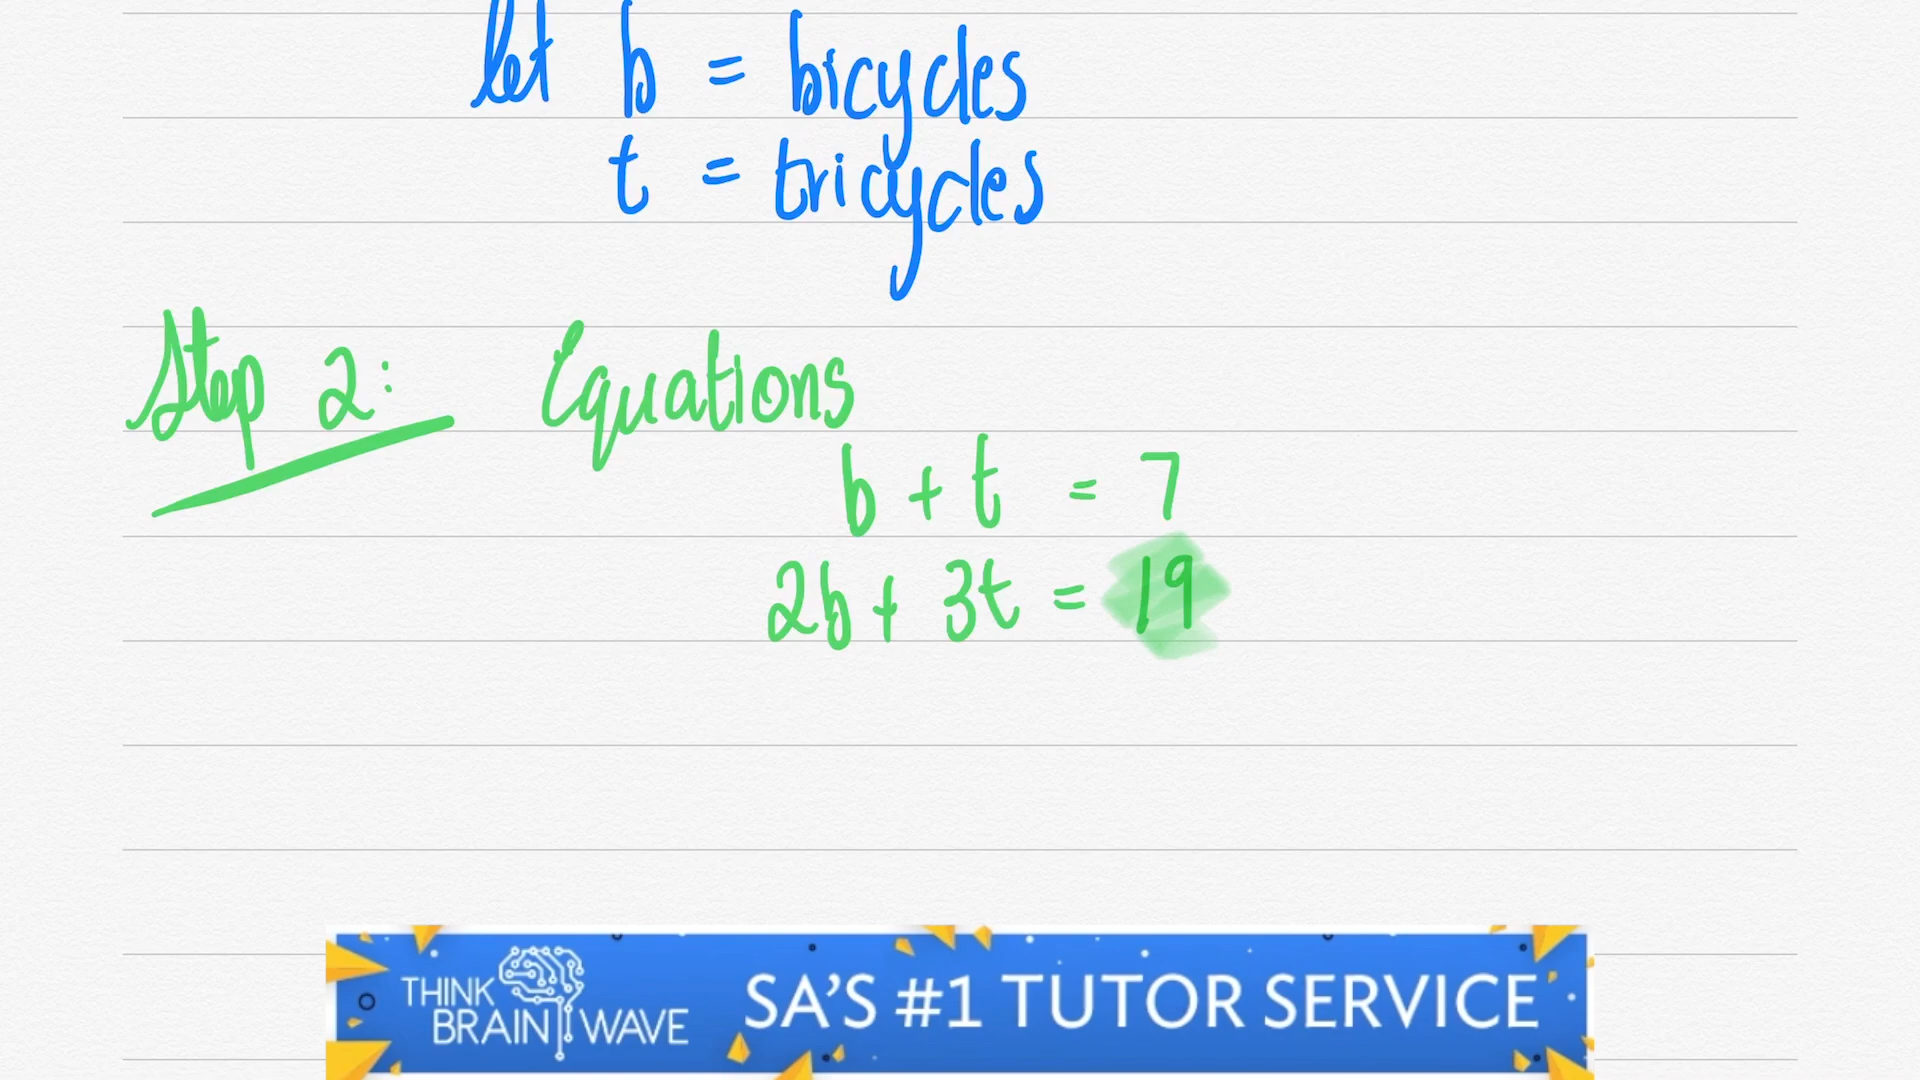 let b = bicycles
t = tricycles
Step 2: Equations
b + t = 7
2b + 3t = 19
THINK BRAIN WAVE
SA'S #1 TUTOR SERVICE